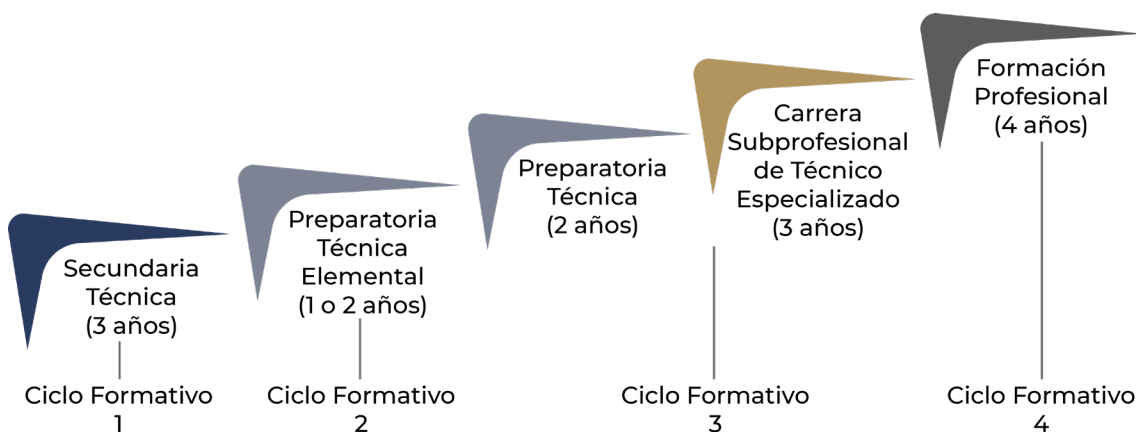 Secundaria
Técnica
(3 años)
Preparatoria
Técnica
Elemental
(1 o 2 años)
Preparatoria
Técnica
(2 años)
Carrera
Subprofesional
de Técnico
Especializado
(3 años)
Formación
Profesional
(4 años)
Ciclo Formativo
1
Ciclo Formativo
2
Ciclo Formativo
3
Ciclo Formativo
4